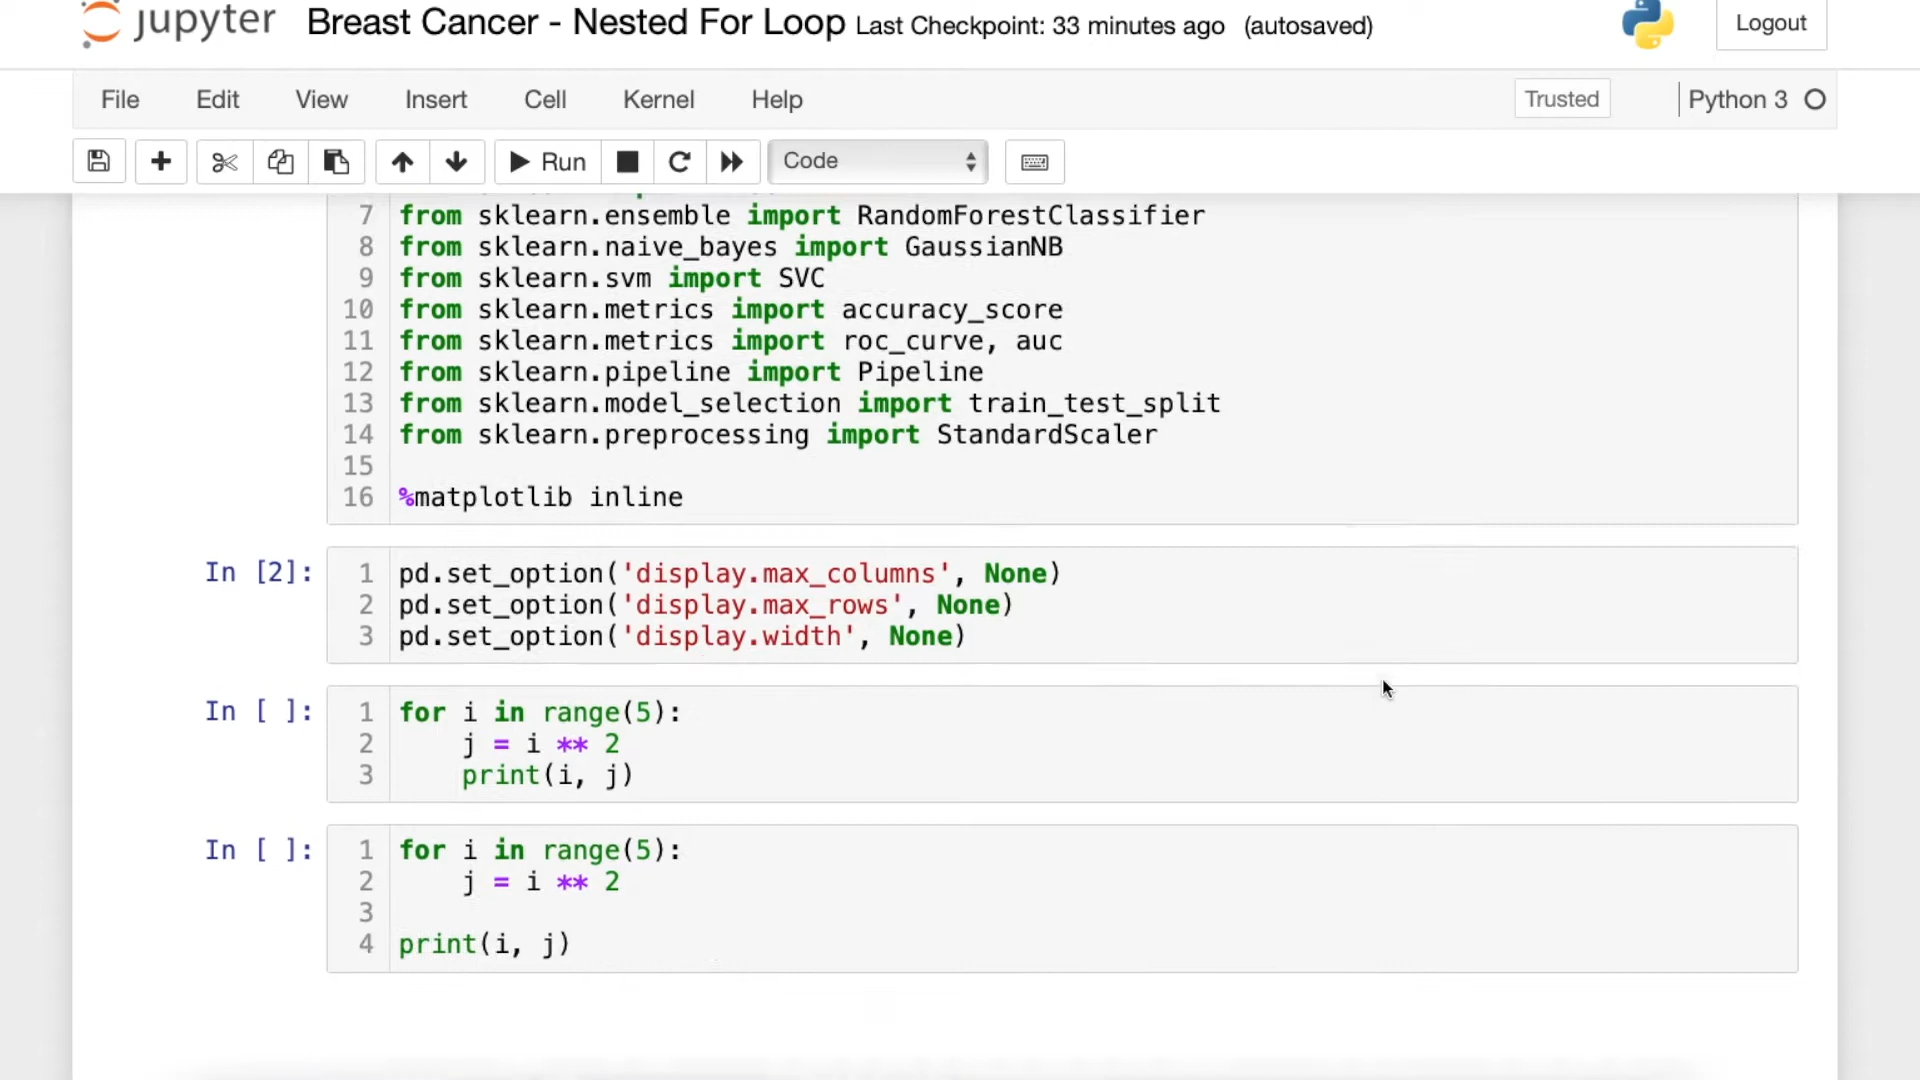 jupyter Breast Cancer - Nested For Loop Last Checkpoint: 33 minutes ago (autosaved) Logout
File Edit View Insert Cell Kernel Help Trusted Python 3
Run Code
7 from sklearn.ensemble import RandomForestClassifier
8 from sklearn.naive_bayes import GaussianNB
9 from sklearn.svm import SVC
10 from sklearn.metrics import accuracy_score
11 from sklearn.metrics import roc_curve, auc
12 from sklearn.pipeline import Pipeline
13 from sklearn.model_selection import train_test_split
14 from sklearn.preprocessing import StandardScaler
15
16 %matplotlib inline
In [2]: 1 pd.set_option('display.max_columns', None)
2 pd.set_option('display.max_rows', None)
3 pd.set_option('display.width', None)
In [ ]: 1 for i in range(5):
2     j = i ** 2
3     print(i, j)
In [ ]: 1 for i in range(5):
2     j = i ** 2
3
4 print(i, j)